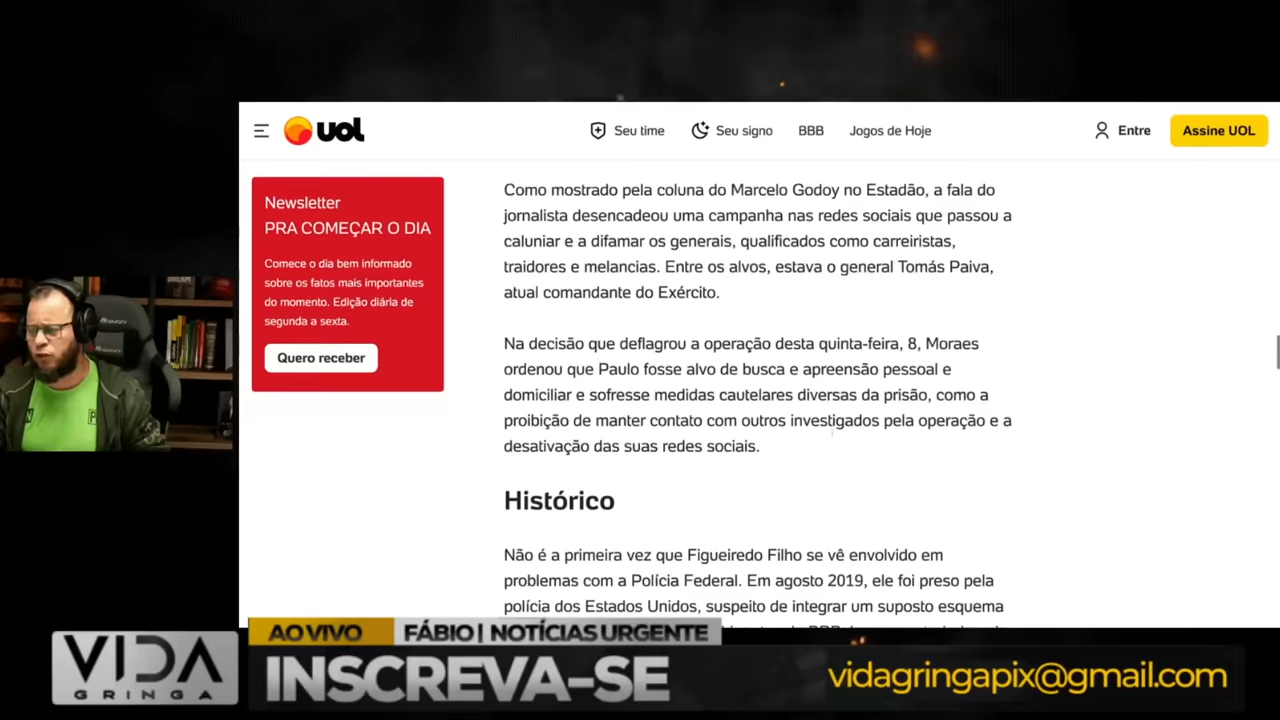 uol
Seu time
Seu signo
BBB
Jogos de Hoje
Entre
Assine UOL
Newsletter
PRA COMEÇAR O DIA
Comece o dia bem informado
sobre os fatos mais importantes
do momento. Edição diária de
segunda a sexta.
Quero receber
Como mostrado pela coluna do Marcelo Godoy no Estadão, a fala do
jornalista desencadeou uma campanha nas redes sociais que passou a
caluniar e a difamar os generais, qualificados como carreiristas,
traidores e melancias. Entre os alvos, estava o general Tomás Paiva,
atual comandante do Exército.
Na decisão que deflagrou a operação desta quinta-feira, 8, Moraes
ordenou que Paulo fosse alvo de busca e apreensão pessoal e
domiciliar e sofresse medidas cautelares diversas da prisão, como a
proibição de manter contato com outros investigados pela operação e a
desativação das suas redes sociais.
Histórico
Não é a primeira vez que Figueiredo Filho se vê envolvido em
problemas com a Polícia Federal. Em agosto 2019, ele foi preso pela
polícia dos Estados Unidos, suspeito de integrar um suposto esquema
AO VIVO
FÁBIO | NOTÍCIAS URGENTE
VIDA
GRINGA
INSCREVA-SE
vidagringapix@gmail.com